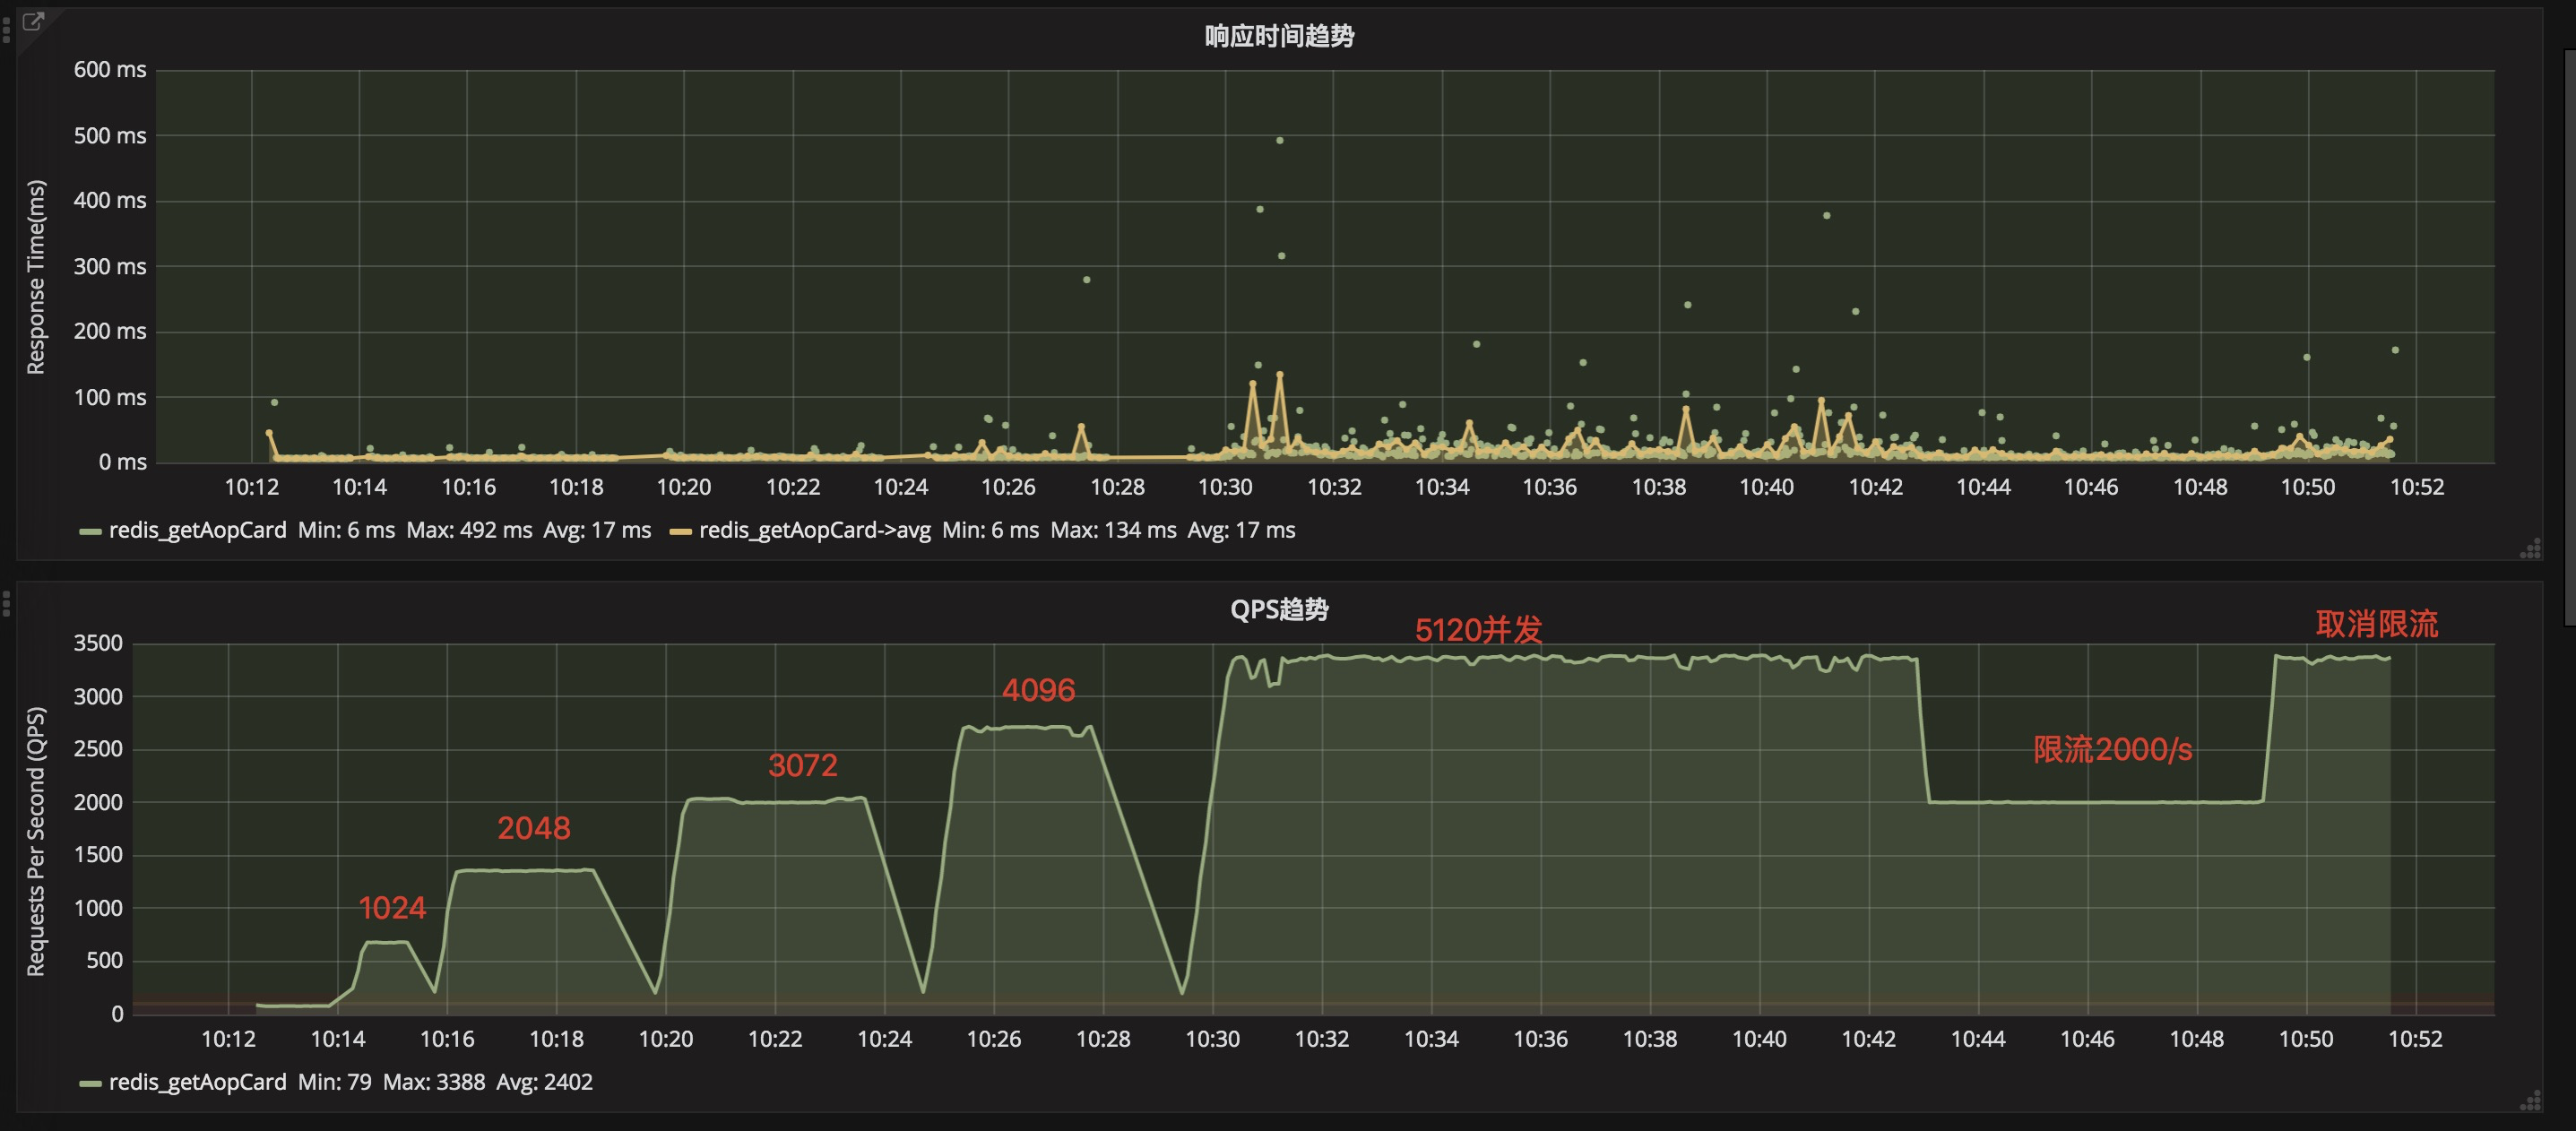 响应时间趋势
600 ms
500 ms
400 ms
300 ms
200 ms
100 ms
0 ms
Response Time(ms)
10:12 10:14 10:16 10:18 10:20 10:22 10:24 10:26 10:28 10:30 10:32 10:34 10:36 10:38 10:40 10:42 10:44 10:46 10:48 10:50 10:52
redis_getAopCard Min: 6 ms Max: 492 ms Avg: 17 ms redis_getAopCard->avg Min: 6 ms Max: 134 ms Avg: 17 ms
QPS趋势
5120并发
取消限流
4096
限流2000/s
3072
2048
1024
3500
3000
2500
2000
1500
1000
500
0
Requests Per Second (QPS)
10:12 10:14 10:16 10:18 10:20 10:22 10:24 10:26 10:28 10:30 10:32 10:34 10:36 10:38 10:40 10:42 10:44 10:46 10:48 10:50 10:52
redis_getAopCard Min: 79 Max: 3388 Avg: 2402